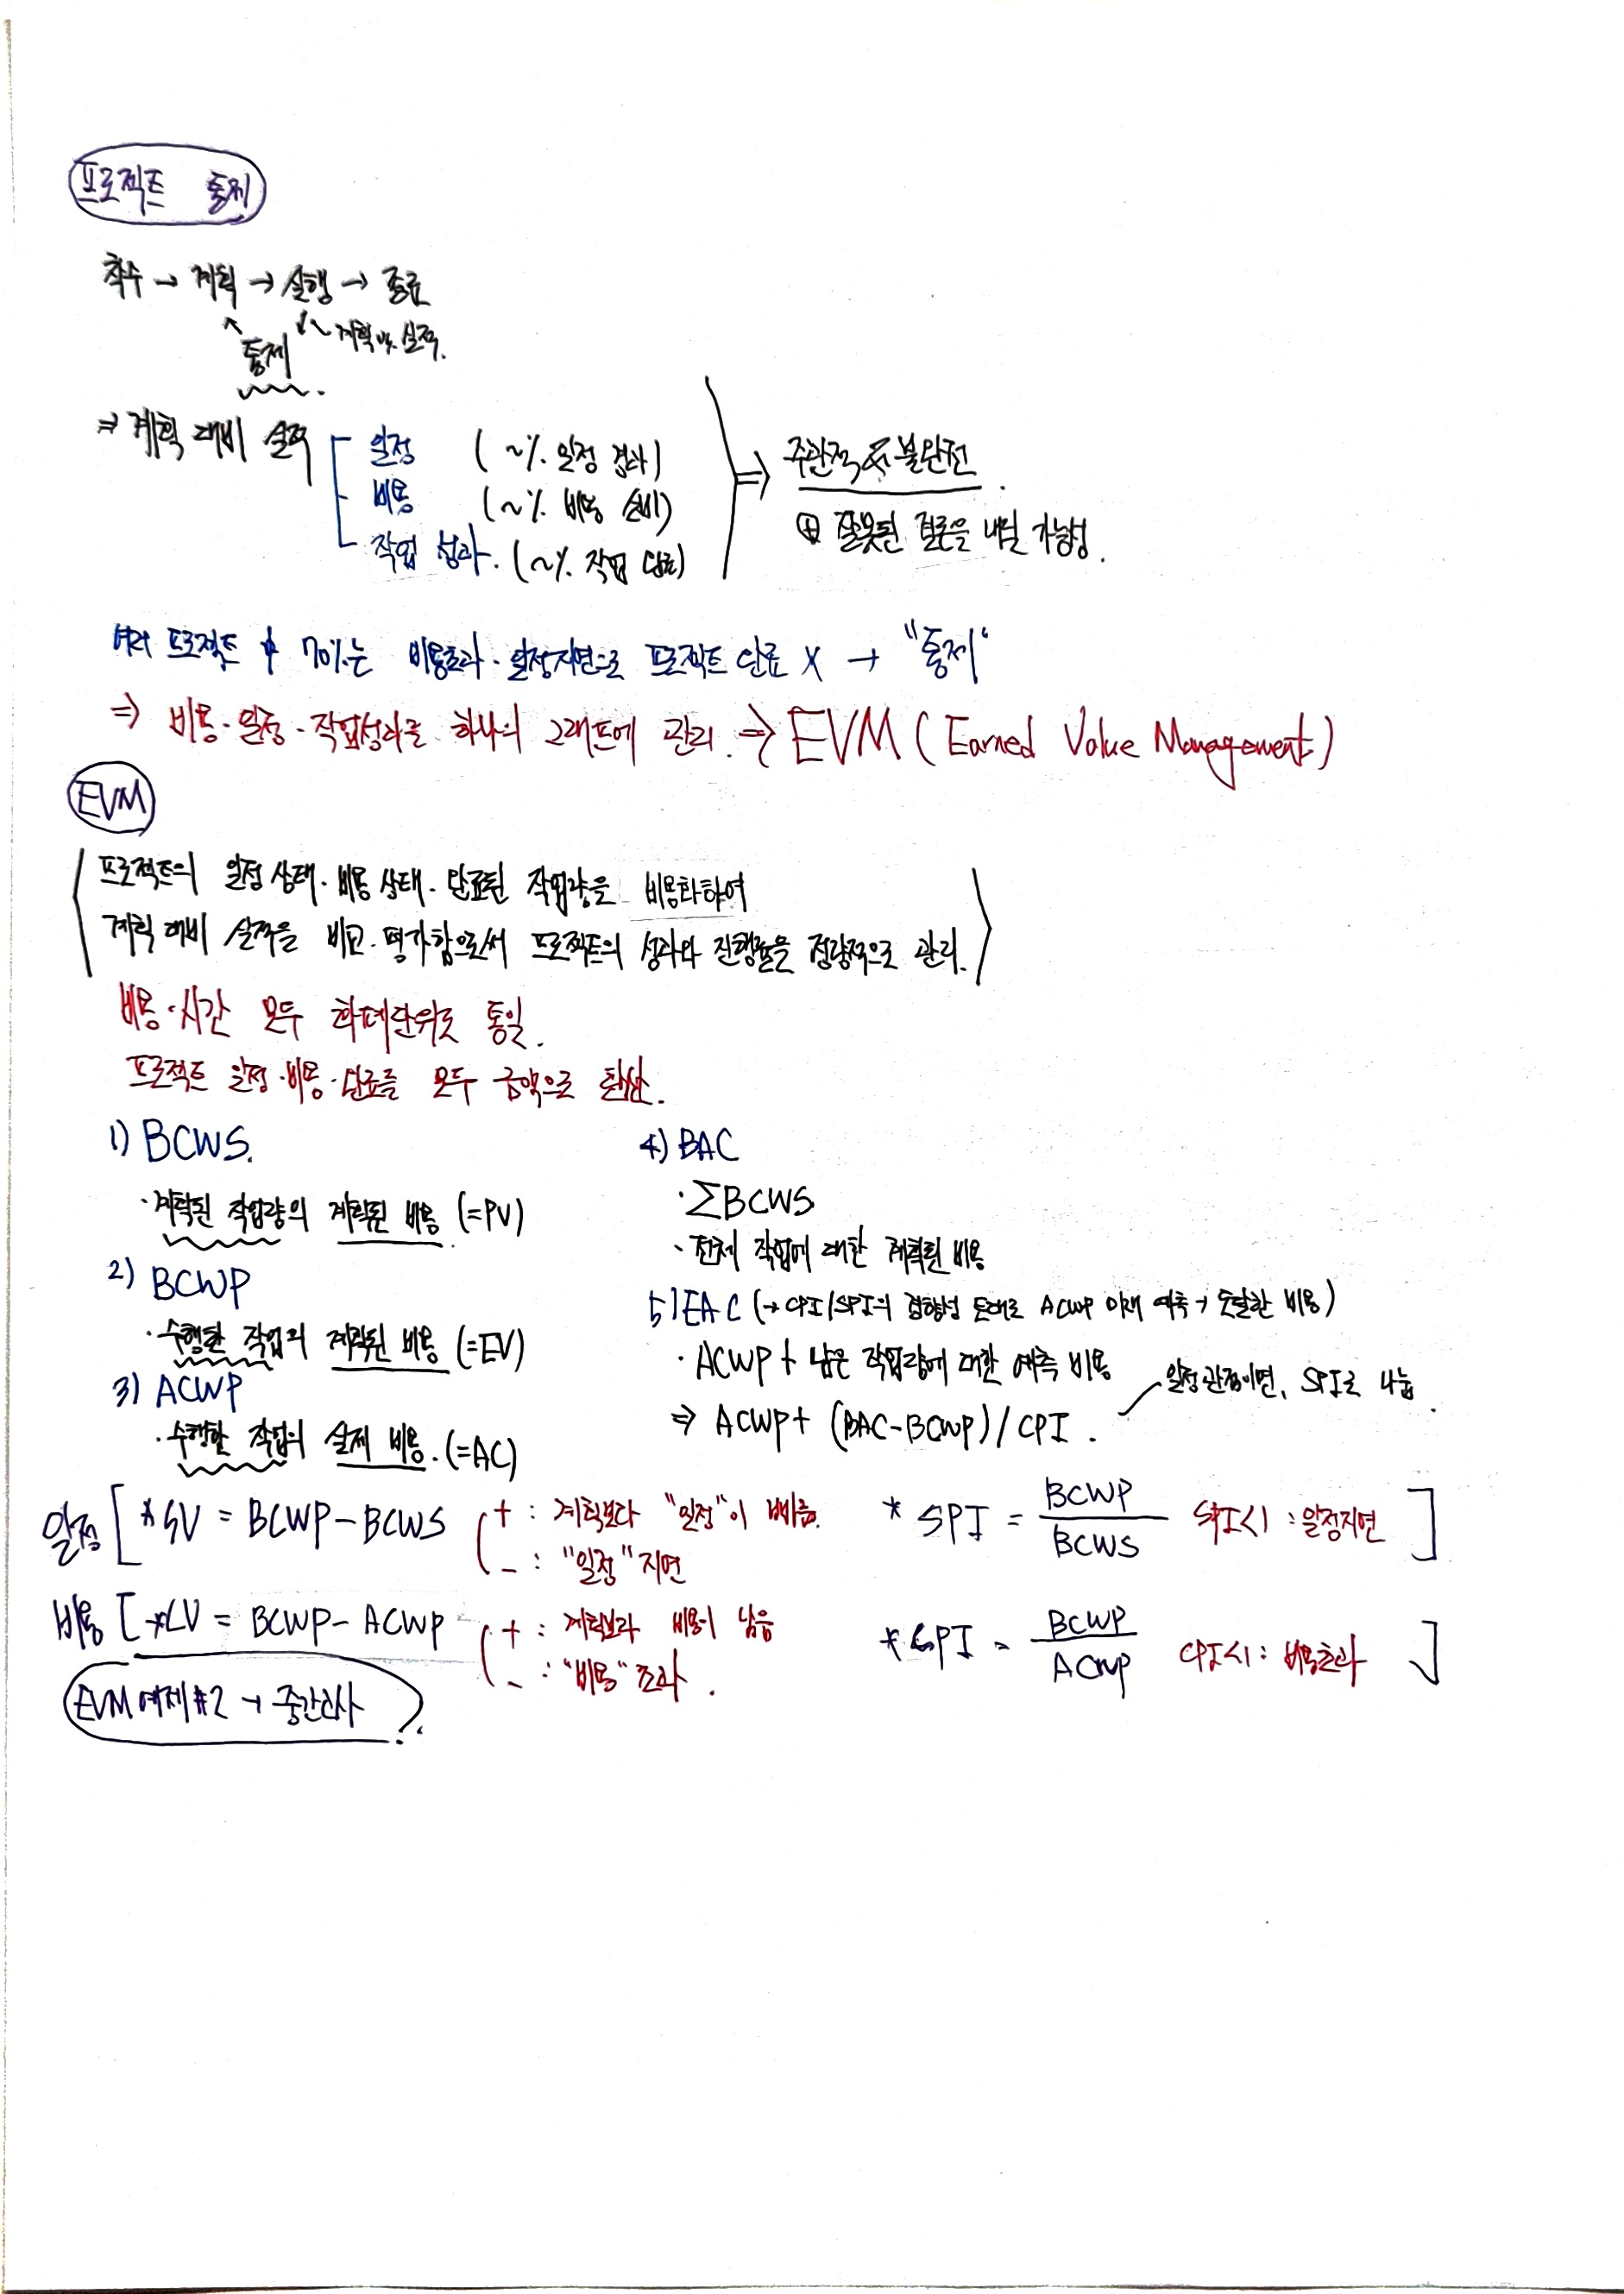 프로젝트 통제
착수 → 계획 → 실행 → 종료
통제
계획 vs. 실적.
⇒ 계획 대비 실적
일정 (~% 일정 경과)
비용 (~% 비용 소비)
작업 성과. (~% 작업 완료)
⇒ 주관적 & 불완전.
⊕ 잘못된 결론을 내릴 가능성.
여러 프로젝트 中 70%는 비용초과·일정지연으로 프로젝트 완료 X → "통제"
⇒ 비용·일정·작업성과를 하나의 그래프에 관리. ⇒ EVM (Earned Value Management)
EVM
프로젝트의 일정 상태·비용 상태·완료된 작업량을 비용화하여
계획 대비 실적을 비교·평가함으로써 프로젝트의 성과와 진행률을 정량적으로 관리.
비용·시간 모두 화폐단위로 통일.
프로젝트 일정·비용·완료를 모두 금액으로 환산.
1) BCWS.
·계획된 작업량의 계획된 비용 (=PV)
2) BCWP
·수행한 작업의 계획된 비용 (=EV)
3) ACWP
·수행한 작업의 실제 비용. (=AC)
4) BAC
·∑BCWS
·전체 작업에 대한 계획된 비용
5) EAC (→ CPI/SPI의 경향성 토대로 ACWP 미래 예측 → 도달한 비용)
·ACWP + 남은 작업량에 대한 예측 비용
⇒ ACWP + (BAC-BCWP) / CPI.
일정관점이면, SPI로 나눔.
일정 [ *SV = BCWP - BCWS
+ : 계획보다 "일정"이 빠름.
- : "일정" 지연
* SPI = BCWP / BCWS SPI<1 : 일정지연 ]
비용 [ *CV = BCWP - ACWP
+ : 계획보다 비용이 남음
- : "비용" 초과.
* CPI = BCWP / ACWP CPI<1 : 비용초과 ]
EVM 예제 #2 → 중간고사?